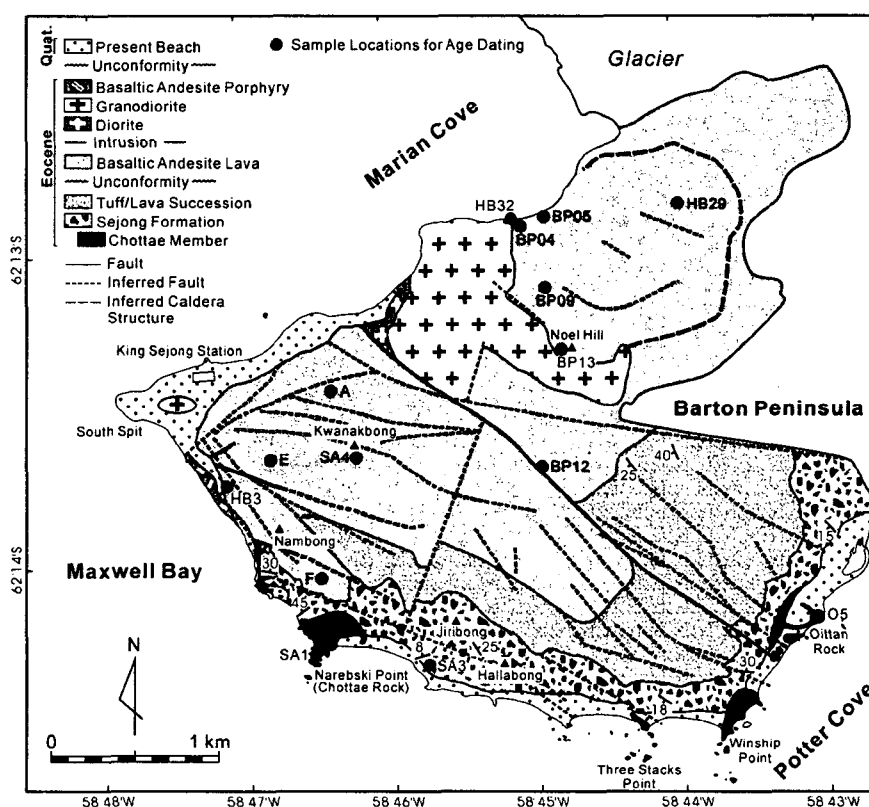 Quat.
Present Beach
Unconformity
Eocene
Basaltic Andesite Porphyry
Granodiorite
Diorite
Intrusion
Basaltic Andesite Lava
Unconformity
Tuff/Lava Succession
Sejong Formation
Chottae Member
Fault
Inferred Fault
Inferred Caldera
Structure
Sample Locations for Age Dating
Glacier
Marian Cove
HB32
BP05
BP04
HB29
BP09
Noel Hill
BP13
62 13'S
King Sejong Station
South Spit
A
Kwanakbong
E
SA4
BP12
Barton Peninsula
40
25
HB3
Nambong
15
62 14'S
Maxwell Bay
30
F
45
O5
Oittan
Rock
Jiribong
8
25
SA1
SA3
Hallabong
30
Narebski Point
(Chottae Rock)
18
Winship
Point
Potter Cove
Three Stacks
Point
N
0
1 km
58 48'W
58 47'W
58 46'W
58 45'W
58 44'W
58 43'W